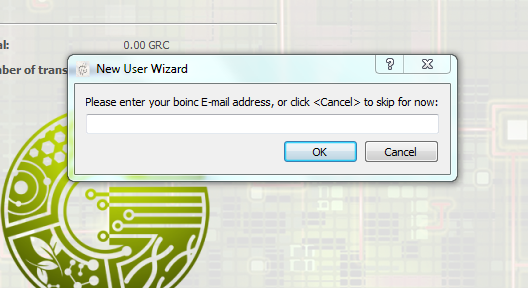 al: 0.00 GRC
New User Wizard
mber of trans
Please enter your boinc E-mail address, or click <Cancel> to skip for now:
OK Cancel